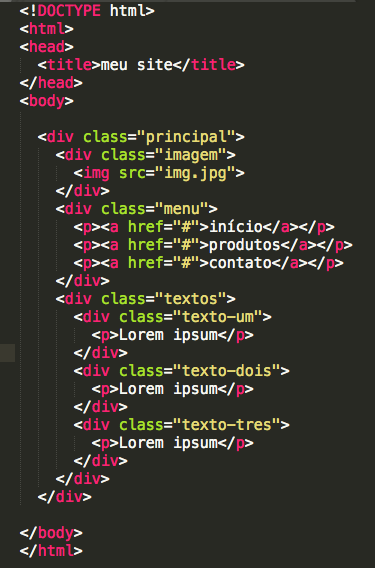 <!DOCTYPE html>
<html>
<head>
  <title>meu site</title>
</head>
<body>

  <div class="principal">
    <div class="imagem">
      <img src="img.jpg">
    </div>
    <div class="menu">
      <p><a href="#">início</a></p>
      <p><a href="#">produtos</a></p>
      <p><a href="#">contato</a></p>
    </div>
    <div class="textos">
      <div class="texto-um">
        <p>Lorem ipsum</p>
      </div>
      <div class="texto-dois">
        <p>Lorem ipsum</p>
      </div>
      <div class="texto-tres">
        <p>Lorem ipsum</p>
      </div>
    </div>
  </div>

</body>
</html>